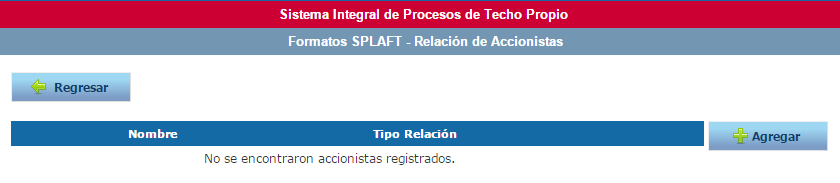 Sistema Integral de Procesos de Techo Propio
Formatos SPLAFT - Relación de Accionistas
Regresar
Nombre Tipo Relación
Agregar
No se encontraron accionistas registrados.